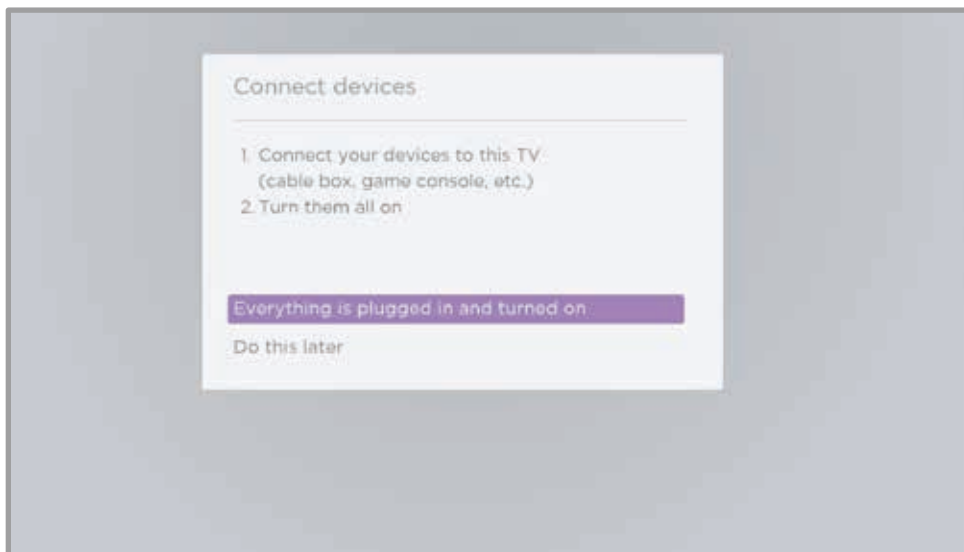 Connect devices
1. Connect your devices to this TV
(cable box, game console, etc.)
2. Turn them all on
Everything is plugged in and turned on
Do this later